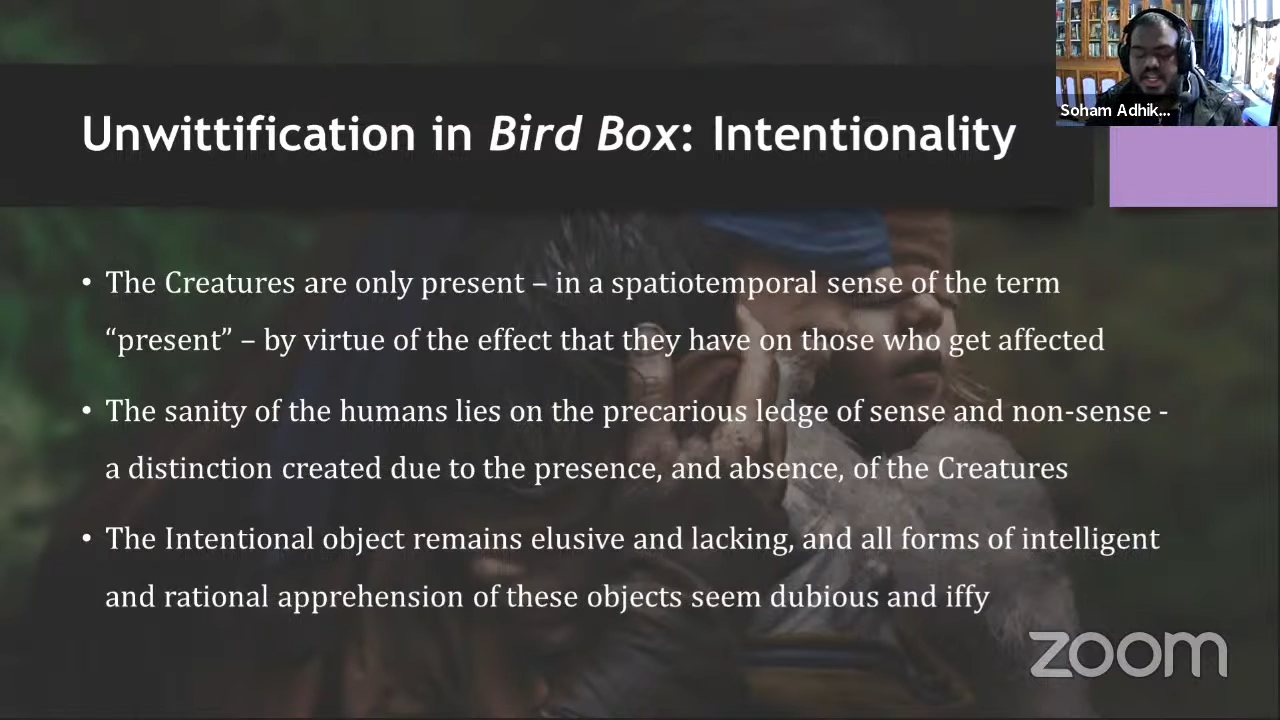 Soham Adhik...
Unwittification in Bird Box: Intentionality
• The Creatures are only present – in a spatiotemporal sense of the term
“present” – by virtue of the effect that they have on those who get affected
• The sanity of the humans lies on the precarious ledge of sense and non-sense -
a distinction created due to the presence, and absence, of the Creatures
• The Intentional object remains elusive and lacking, and all forms of intelligent
and rational apprehension of these objects seem dubious and iffy
zoom